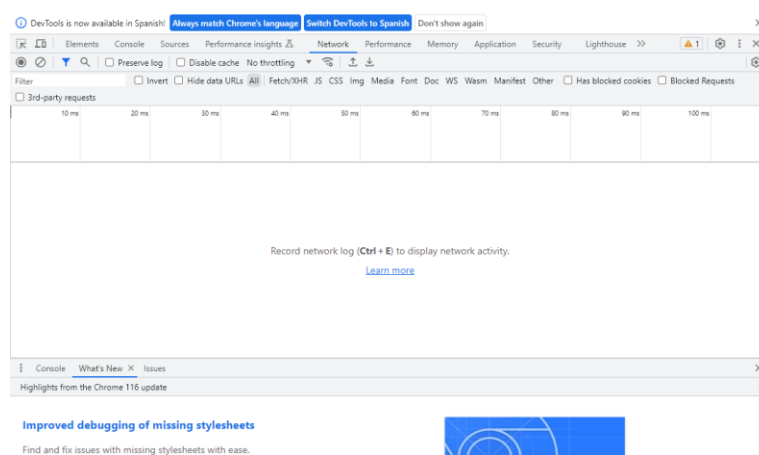 DevTools is now available in Spanish! Always match Chrome's language Switch DevTools to Spanish Don't show again
Elements Console Sources Performance insights Network Performance Memory Application Security Lighthouse 1
Preserve log Disable cache No throttling
Filter Invert Hide data URLs All Fetch/XHR JS CSS Img Media Font Doc WS Wasm Manifest Other Has blocked cookies Blocked Requests
3rd-party requests
10 ms 20 ms 30 ms 40 ms 50 ms 60 ms 70 ms 80 ms 90 ms 100 ms
Record network log (Ctrl + E) to display network activity.
Learn more
Console What's New Issues
Highlights from the Chrome 116 update
Improved debugging of missing stylesheets
Find and fix issues with missing stylesheets with ease.